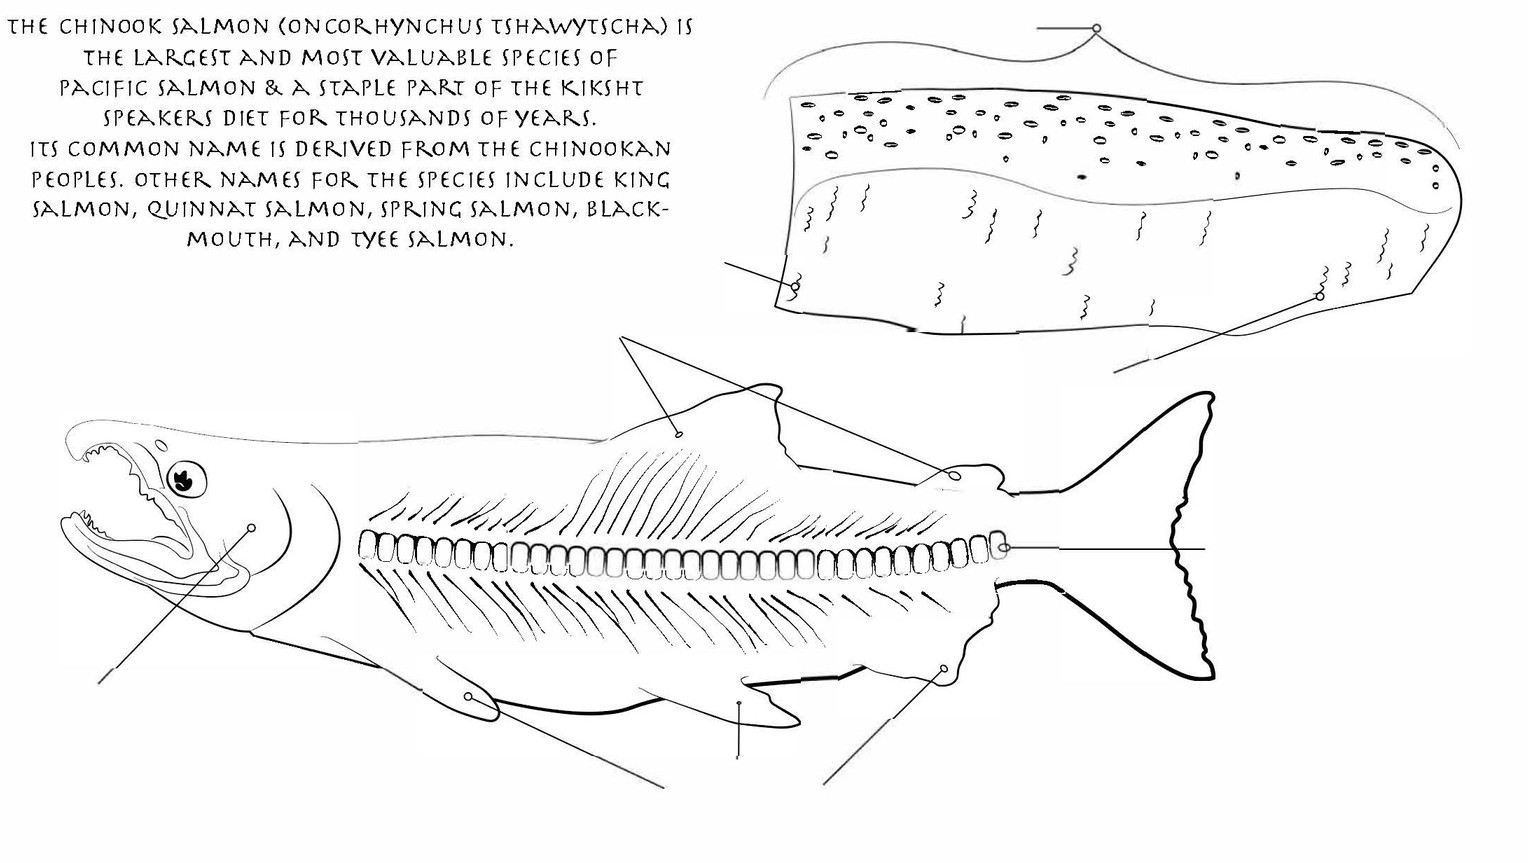 THE CHINOOK SALMON (ONCORHYNCHUS TSHAWYTSCHA) IS
THE LARGEST AND MOST VALUABLE SPECIES OF
PACIFIC SALMON & A STAPLE PART OF THE KIKSHT
SPEAKERS DIET FOR THOUSANDS OF YEARS.
ITS COMMON NAME IS DERIVED FROM THE CHINOOKAN
PEOPLES. OTHER NAMES FOR THE SPECIES INCLUDE KING
SALMON, QUINNAT SALMON, SPRING SALMON, BLACK-
MOUTH, AND TYEE SALMON.